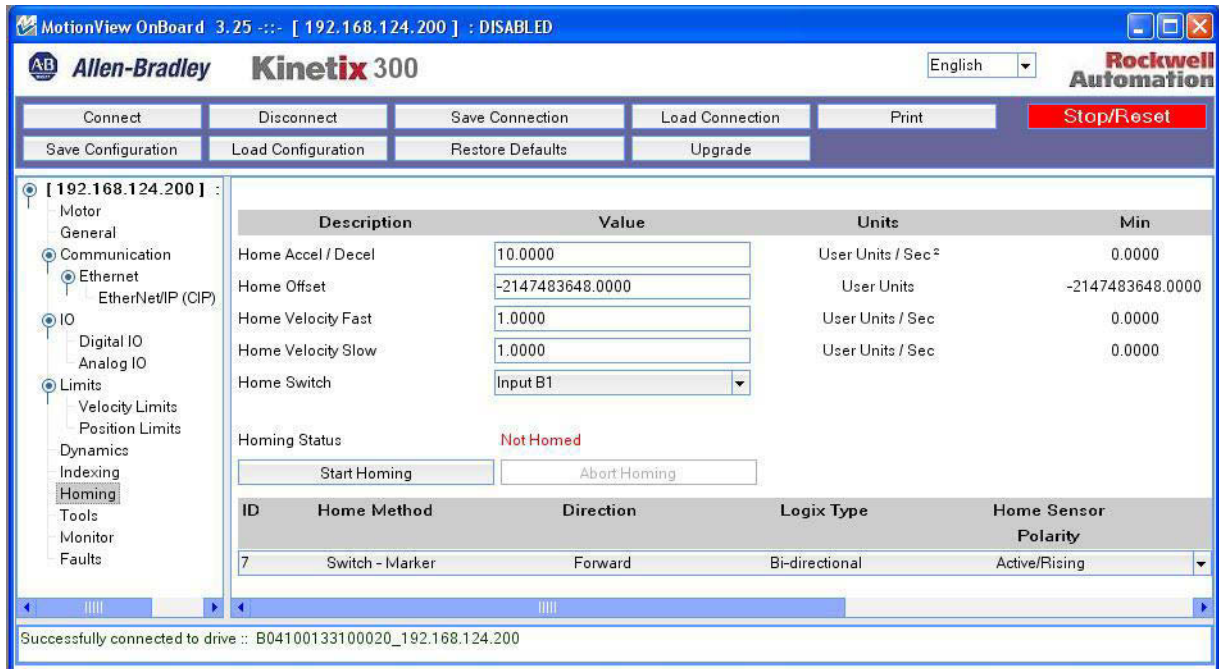 MotionView OnBoard 3.25 -::- [ 192.168.124.200 ] : DISABLED
AB Allen-Bradley Kinetix 300 English Rockwell Automation
Connect Disconnect Save Connection Load Connection Print Stop/Reset
Save Configuration Load Configuration Restore Defaults Upgrade
[ 192.168.124.200 ] :
Motor
General
Communication
Ethernet
EtherNet/IP (CIP)
IO
Digital IO
Analog IO
Limits
Velocity Limits
Position Limits
Dynamics
Indexing
Homing
Tools
Monitor
Faults
Description Value Units Min
Home Accel / Decel 10.0000 User Units / Sec² 0.0000
Home Offset -2147483648.0000 User Units -2147483648.0000
Home Velocity Fast 1.0000 User Units / Sec 0.0000
Home Velocity Slow 1.0000 User Units / Sec 0.0000
Home Switch Input B1
Homing Status Not Homed
Start Homing Abort Homing
ID Home Method Direction Logix Type Home Sensor
Polarity
7 Switch - Marker Forward Bi-directional Active/Rising
Successfully connected to drive :: B04100133100020_192.168.124.200